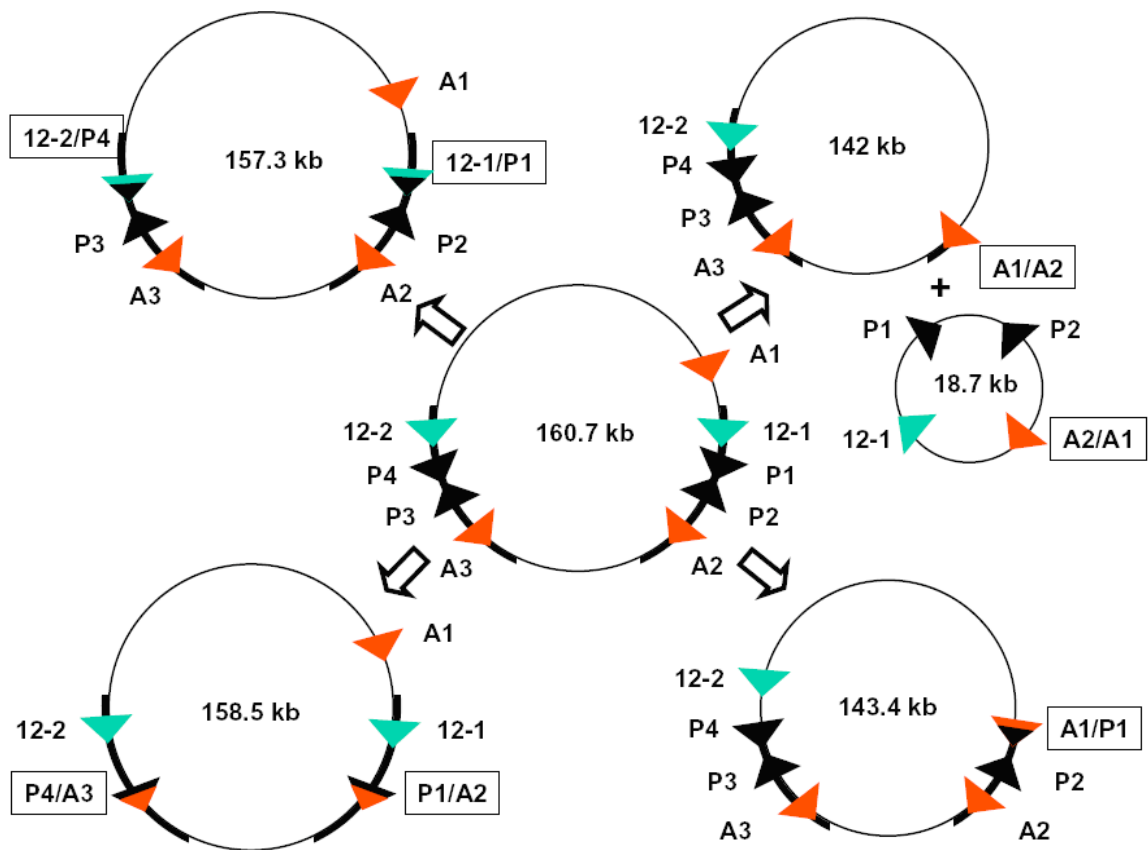 A1
12-2/P4
157.3 kb
12-1/P1
P3
P2
A3
A2
12-2
142 kb
P4
P3
A3
A1/A2
+
P1
P2
18.7 kb
12-1
A2/A1
A1
12-2
160.7 kb
12-1
P4
P1
P3
P2
A3
A2
A1
12-2
158.5 kb
12-1
P4/A3
P1/A2
12-2
143.4 kb
P4
A1/P1
P3
P2
A3
A2